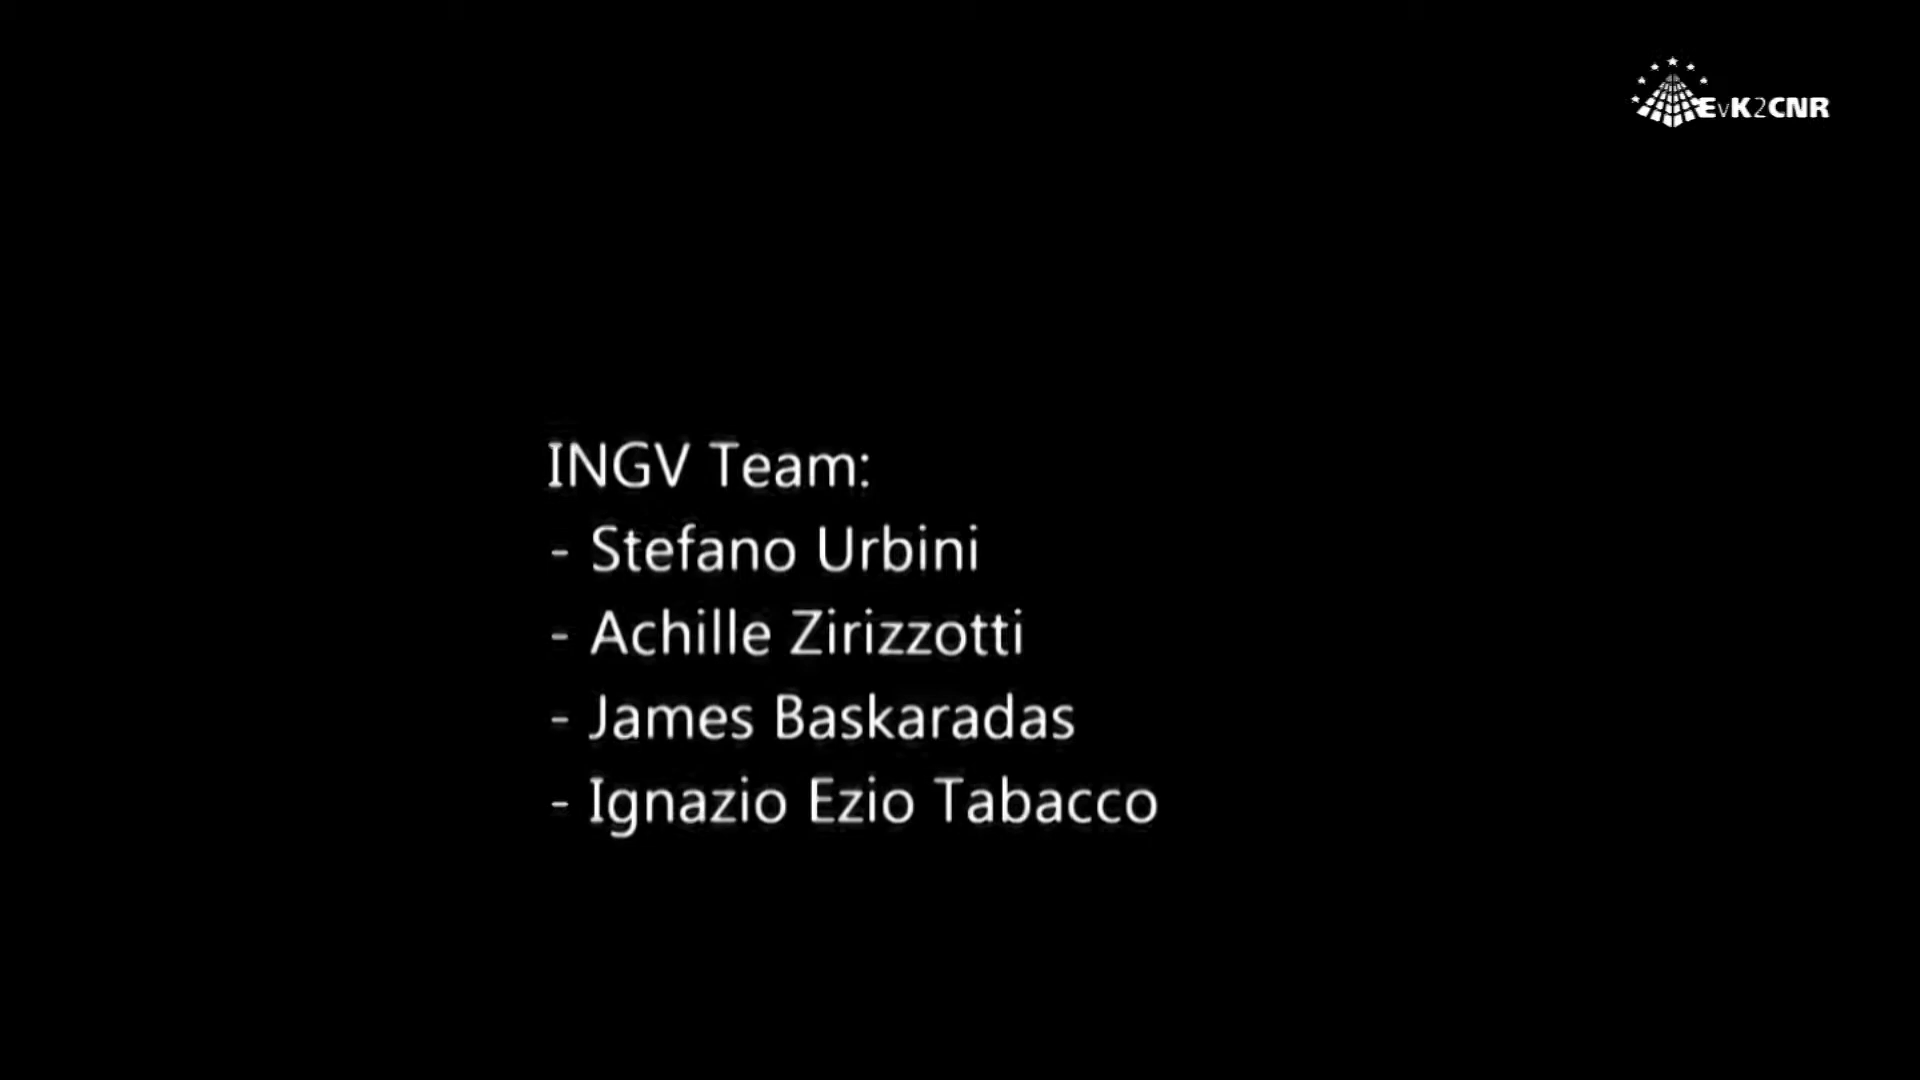 EvK2CNR
INGV Team:
- Stefano Urbini
- Achille Zirizzotti
- James Baskaradas
- Ignazio Ezio Tabacco